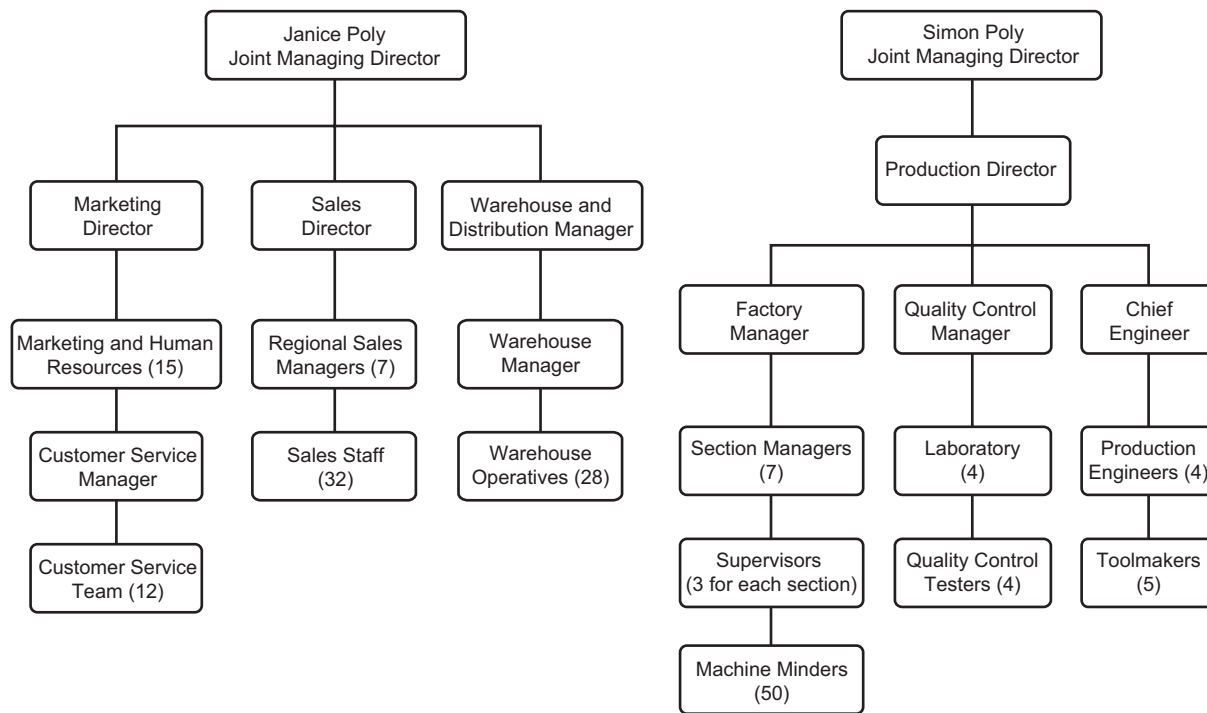 Janice Poly
Joint Managing Director
Simon Poly
Joint Managing Director
Production Director
Marketing
Director
Sales
Director
Warehouse and
Distribution Manager
Factory
Manager
Quality Control
Manager
Chief
Engineer
Marketing and Human
Resources (15)
Regional Sales
Managers (7)
Warehouse
Manager
Customer Service
Manager
Sales Staff
(32)
Warehouse
Operatives (28)
Section Managers
(7)
Laboratory
(4)
Production
Engineers (4)
Customer Service
Team (12)
Supervisors
(3 for each section)
Quality Control
Testers (4)
Toolmakers
(5)
Machine Minders
(50)